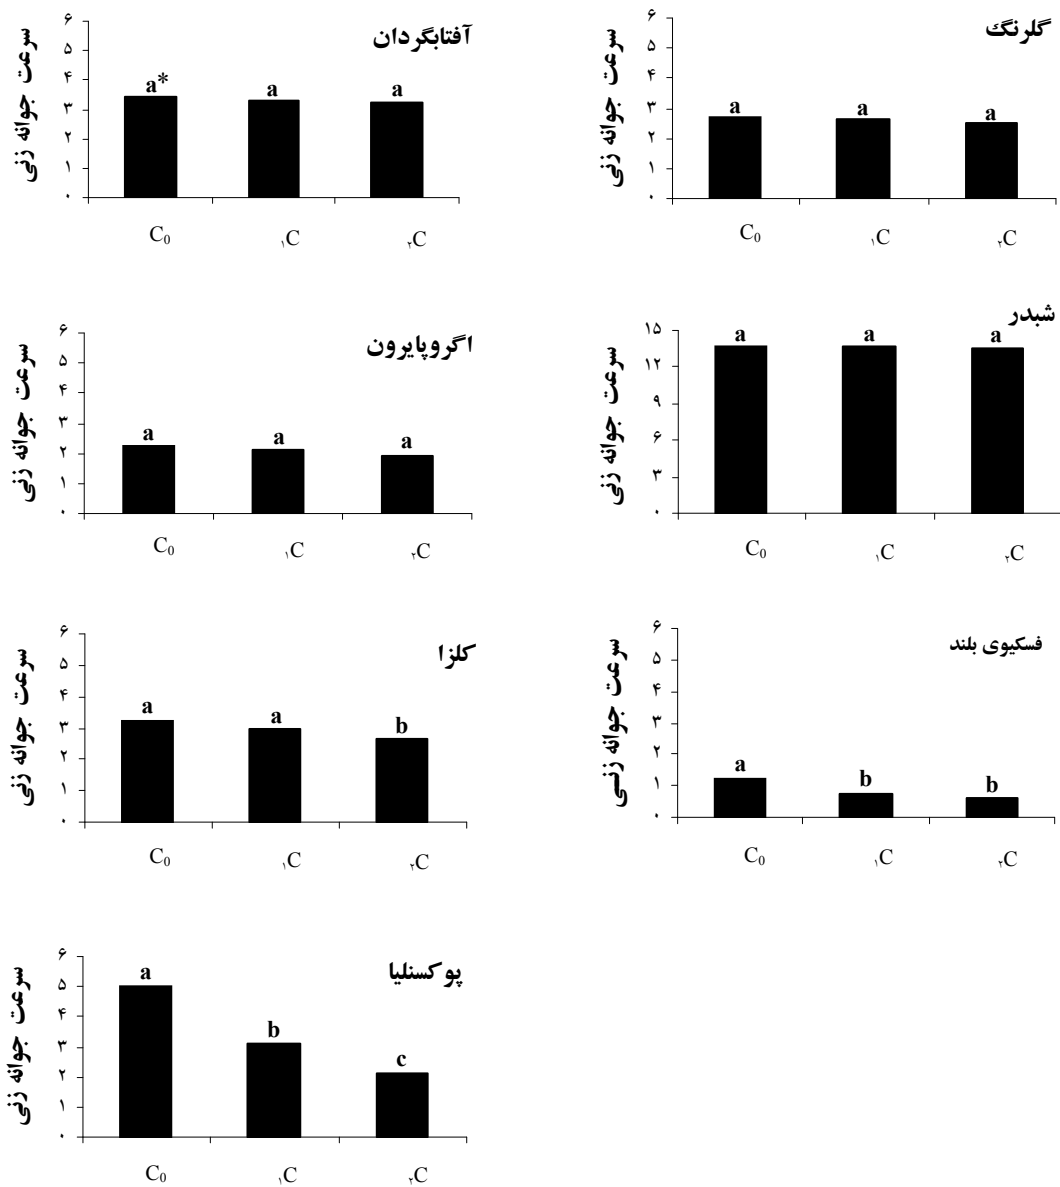 آفتابگردان
سرعت جوانه زنی
۶
۵
۴
۳
۲
۱
۰
a* a a
C₀ ۱C ۲C
گلرنگ
سرعت جوانه زنی
۶
۵
۴
۳
۲
۱
۰
a a a
C₀ ۱C ۲C
اگروپایرون
سرعت جوانه زنی
۶
۵
۴
۳
۲
۱
۰
a a a
C₀ ۱C ۲C
شبدر
سرعت جوانه زنی
۱۵
۱۲
۹
۶
۳
۰
a a a
C₀ ۱C ۲C
کلزا
سرعت جوانه زنی
۶
۵
۴
۳
۲
۱
۰
a a b
C₀ ۱C ۲C
فسکیوی بلند
سرعت جوانه زنـی
۶
۵
۴
۳
۲
۱
۰
a b b
C₀ ۱C ۲C
پوکسنلیا
سرعت جوانه زنی
۶
۵
۴
۳
۲
۱
۰
a b c
C₀ ۱C ۲C